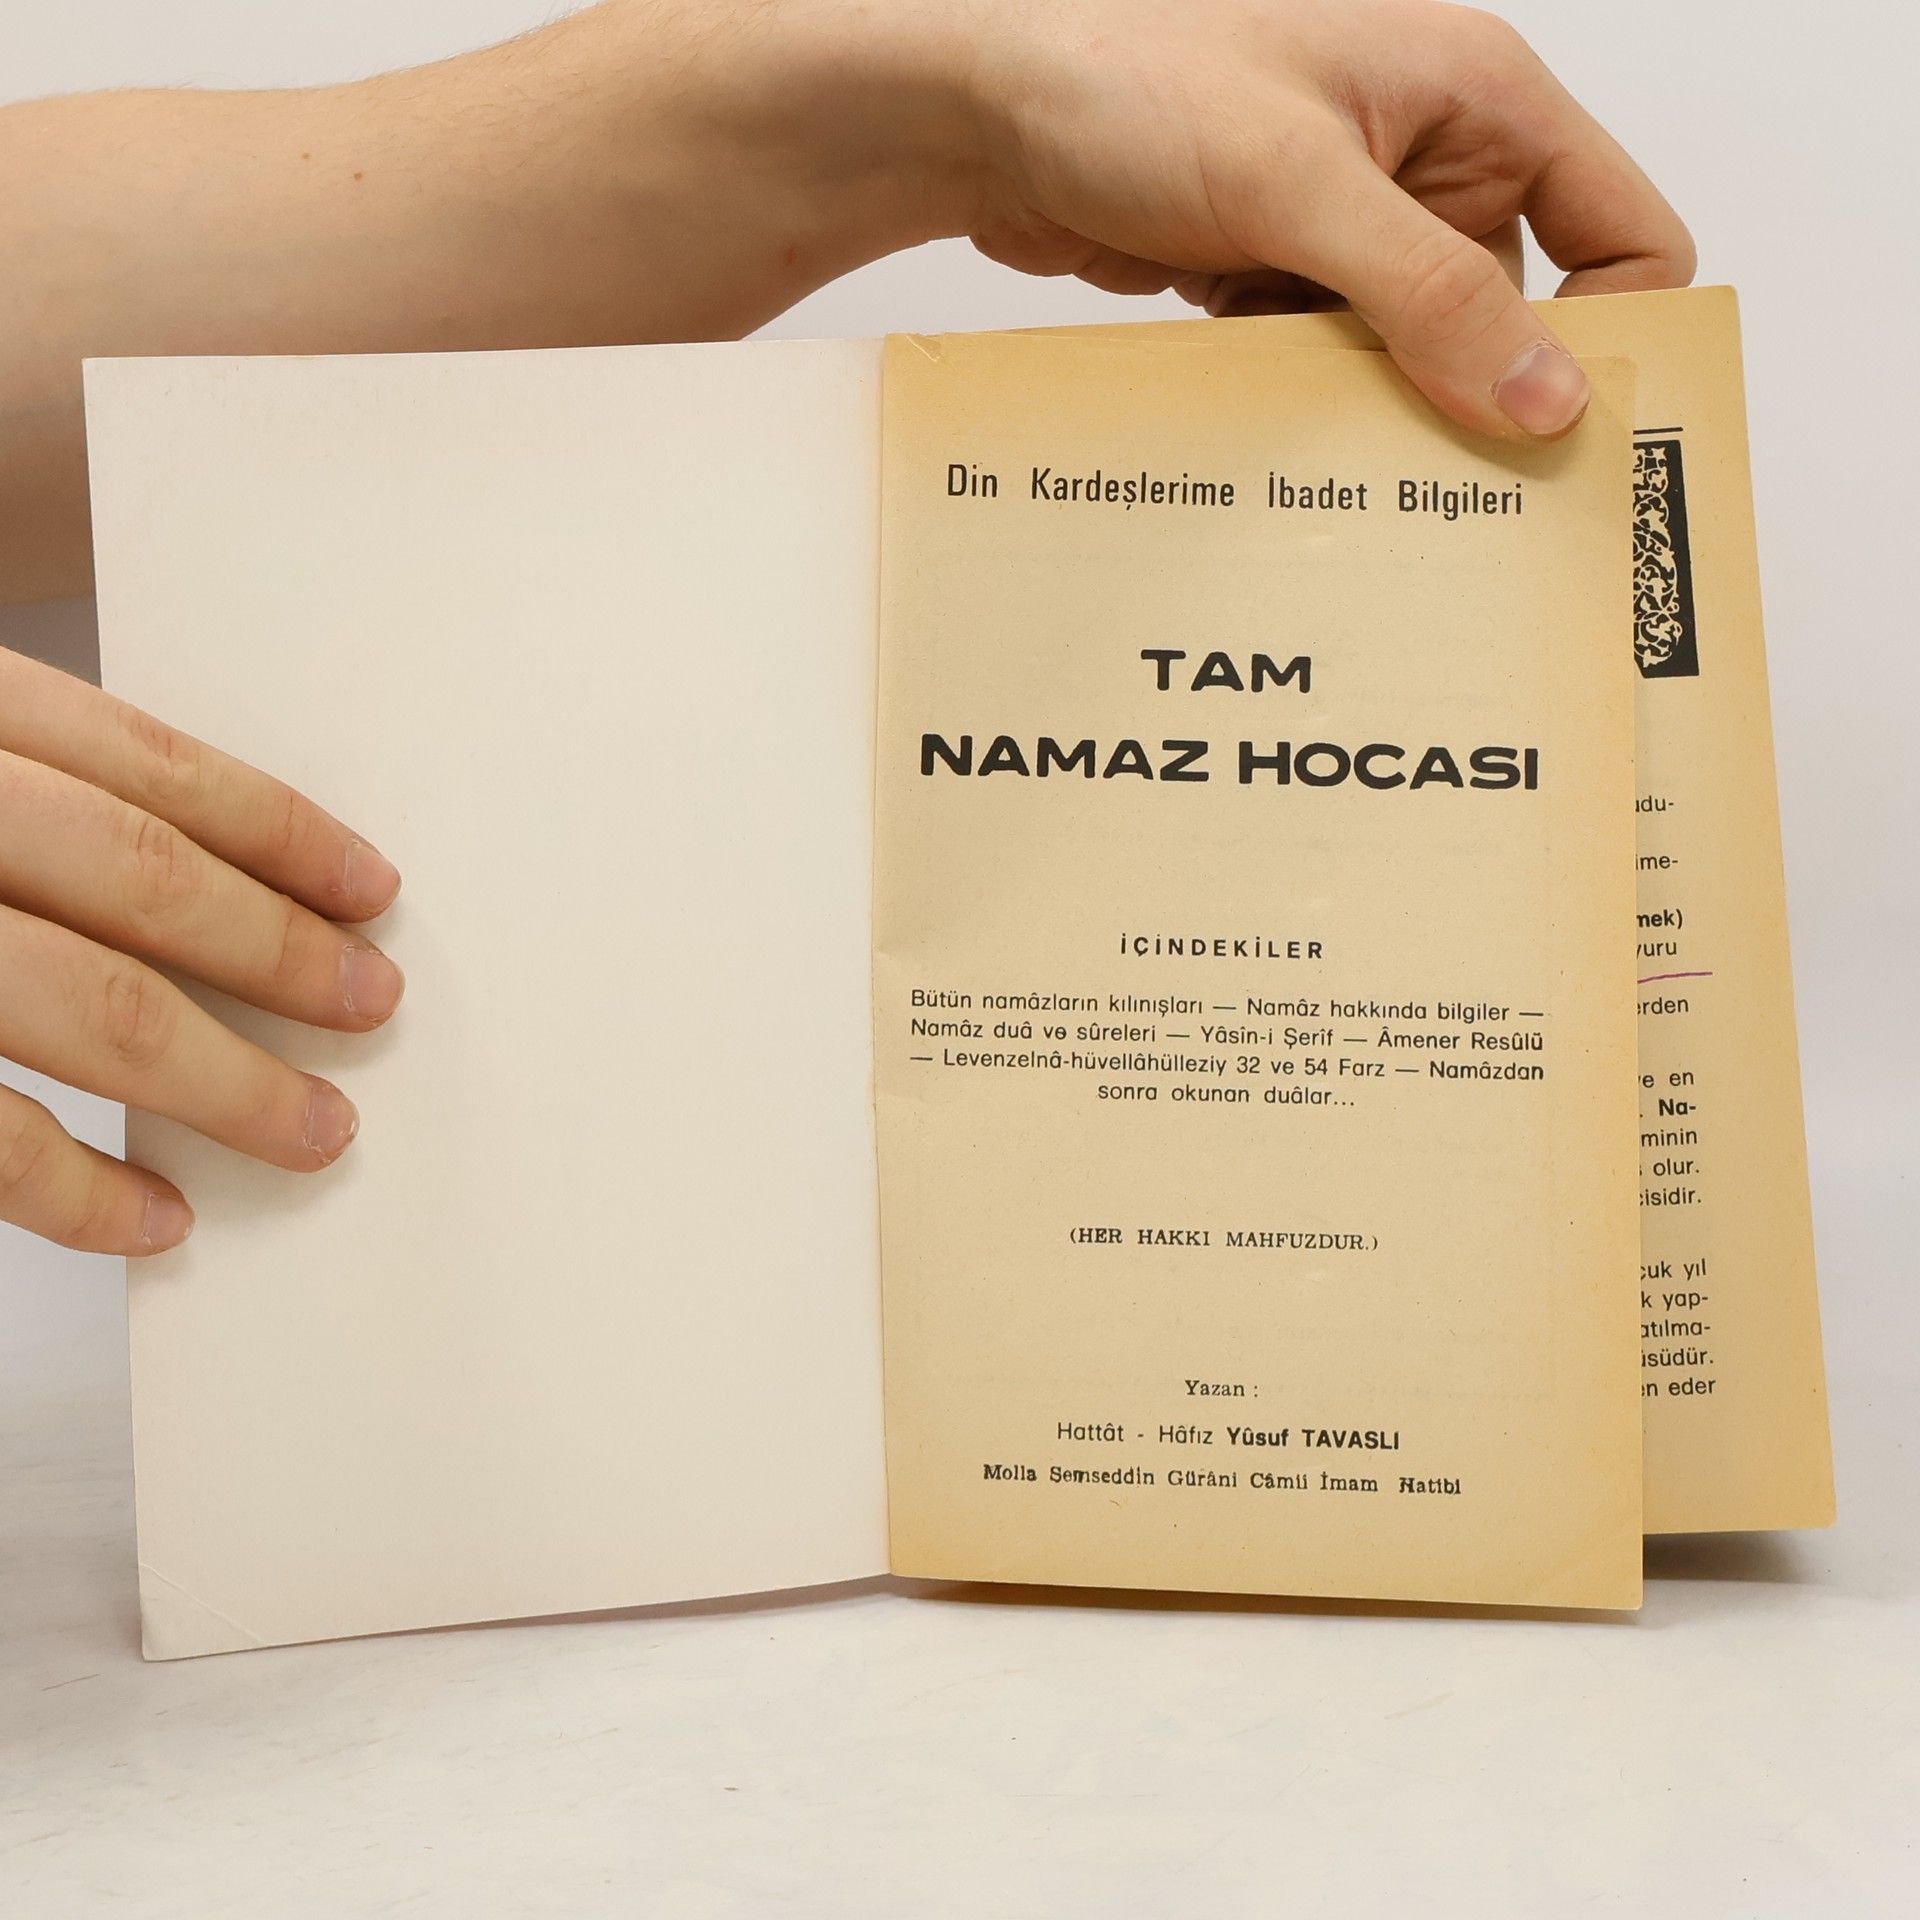 Din Kardeşlerime İbadet Bilgileri
TAM
NAMAZ HOCASI
İÇİNDEKİLER
Bütün namâzların kılınışları — Namâz hakkında bilgiler —
Namâz duâ ve sûreleri — Yâsîn-i Şerîf — Âmener Resûlü
— Levenzelnâ-hüvellâhülleziy 32 ve 54 Farz — Namâzdan
sonra okunan duâlar...
(HER HAKKI MAHFUZDUR.)
Yazan :
Hattât - Hâfız Yûsuf TAVASLI
Molla Şemseddin Gürâni Câmii İmam Hatibi
udu-
ime-
mek)
yuru
erden
ve en
. Na-
minin
olur.
cisidir.
çuk yıl
k yap-
atılma-
üsüdür.
en eder